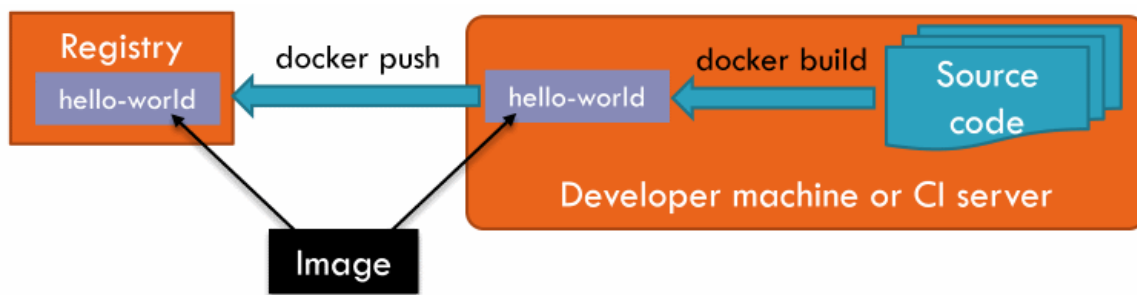 Registry
hello-world
docker push
hello-world
docker build
Source
code
Developer machine or CI server
Image